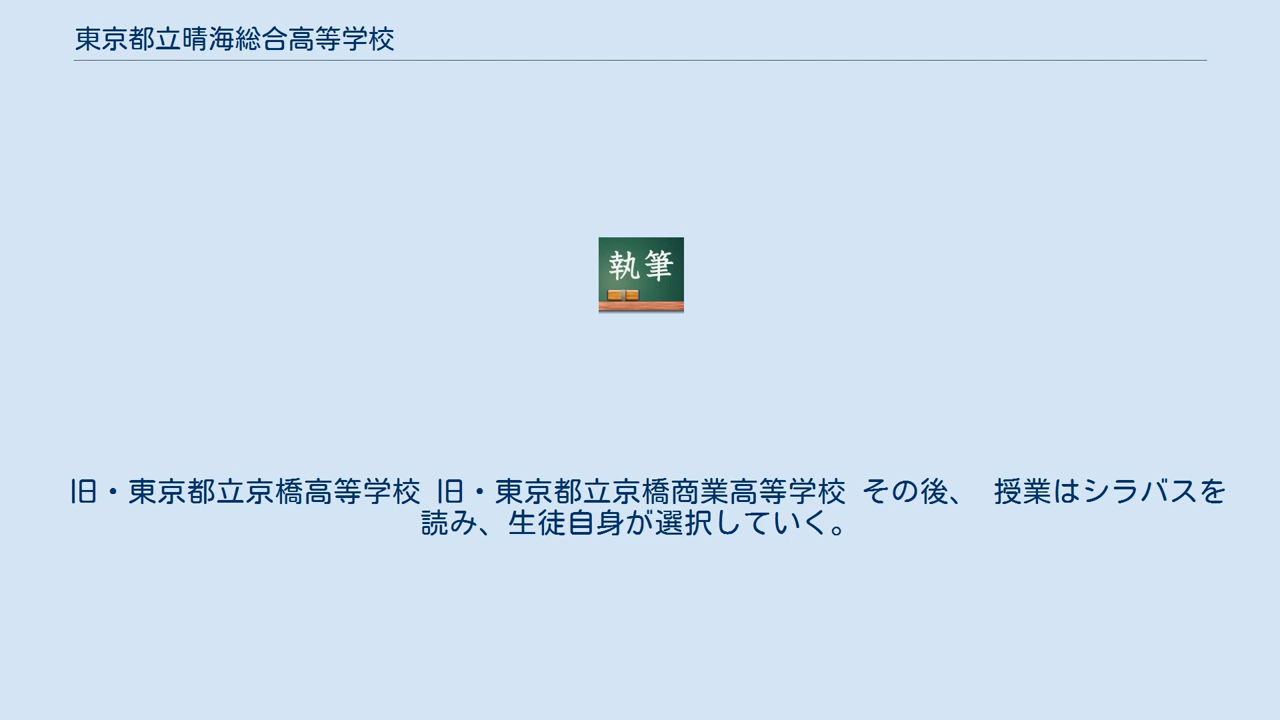 東京都立晴海総合高等学校
執筆
旧・東京都立京橋高等学校 旧・東京都立京橋商業高等学校 その後、 授業はシラバスを
読み、生徒自身が選択していく。